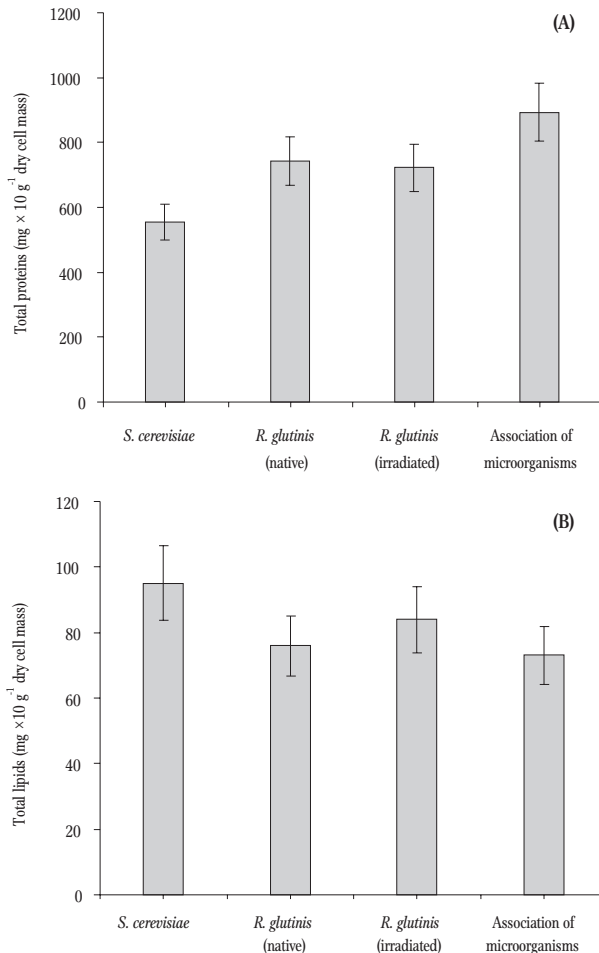 (A)
Total proteins (mg × 10 g⁻¹ dry cell mass)
1200
1000
800
600
400
200
0
S. cerevisiae
R. glutinis
(native)
R. glutinis
(irradiated)
Association of
microorganisms
(B)
Total lipids (mg ×10 g⁻¹ dry cell mass)
120
100
80
60
40
20
0
S. cerevisiae
R. glutinis
(native)
R. glutinis
(irradiated)
Association of
microorganisms